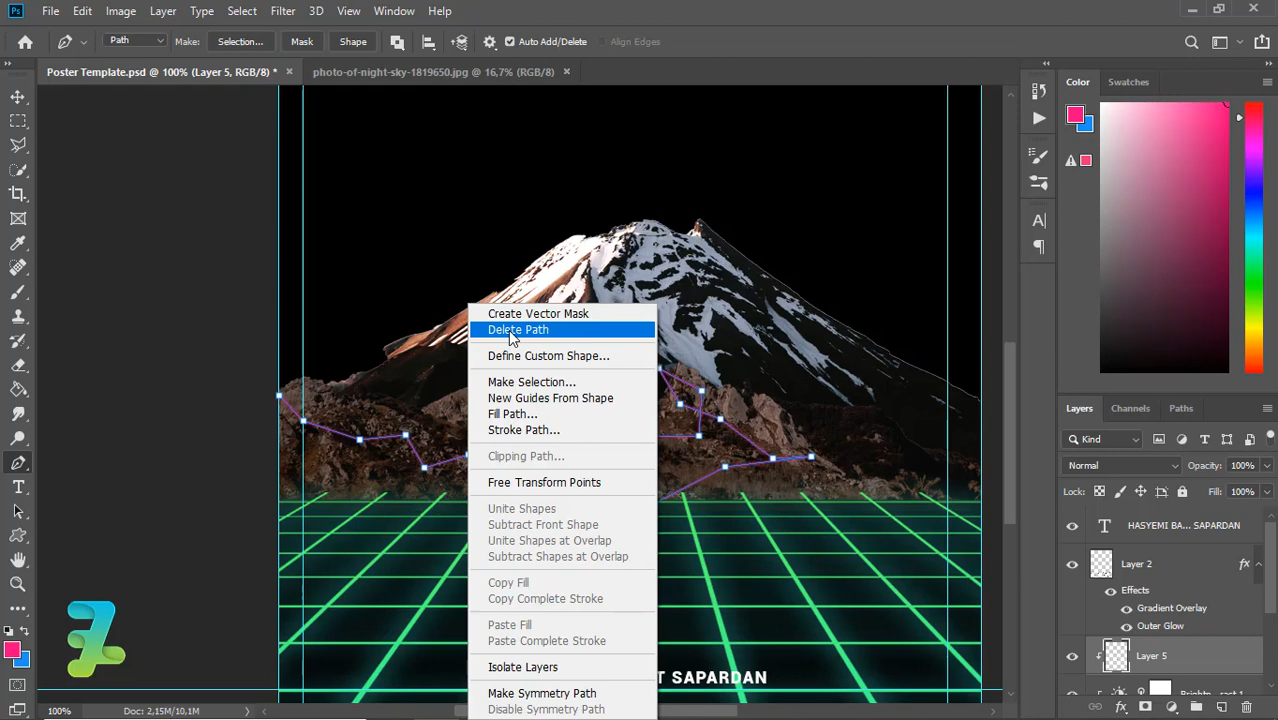 Ps File Edit Image Layer Type Select Filter 3D View Window Help
Path Make: Selection... Mask Shape Auto Add/Delete Align Edges
Poster Template.psd @ 100% (Layer 5, RGB/8) * × photo-of-night-sky-1819650.jpg @ 16,7% (RGB/8) ×
Color Swatches
Create Vector Mask
Delete Path
Define Custom Shape...
Make Selection...
New Guides From Shape
Fill Path...
Stroke Path...
Clipping Path...
Free Transform Points
Unite Shapes
Subtract Front Shape
Unite Shapes at Overlap
Subtract Shapes at Overlap
Copy Fill
Copy Complete Stroke
Paste Fill
Paste Complete Stroke
Isolate Layers
Make Symmetry Path
Disable Symmetry Path
T SAPARDAN
Layers Channels Paths
Kind
Normal Opacity: 100%
Lock: Fill: 100%
HASYEMI BA... SAPARDAN
Layer 2 fx
Effects
Gradient Overlay
Outer Glow
Layer 5
Brightn... rast 1
100% Doc: 2,15M/10,1M